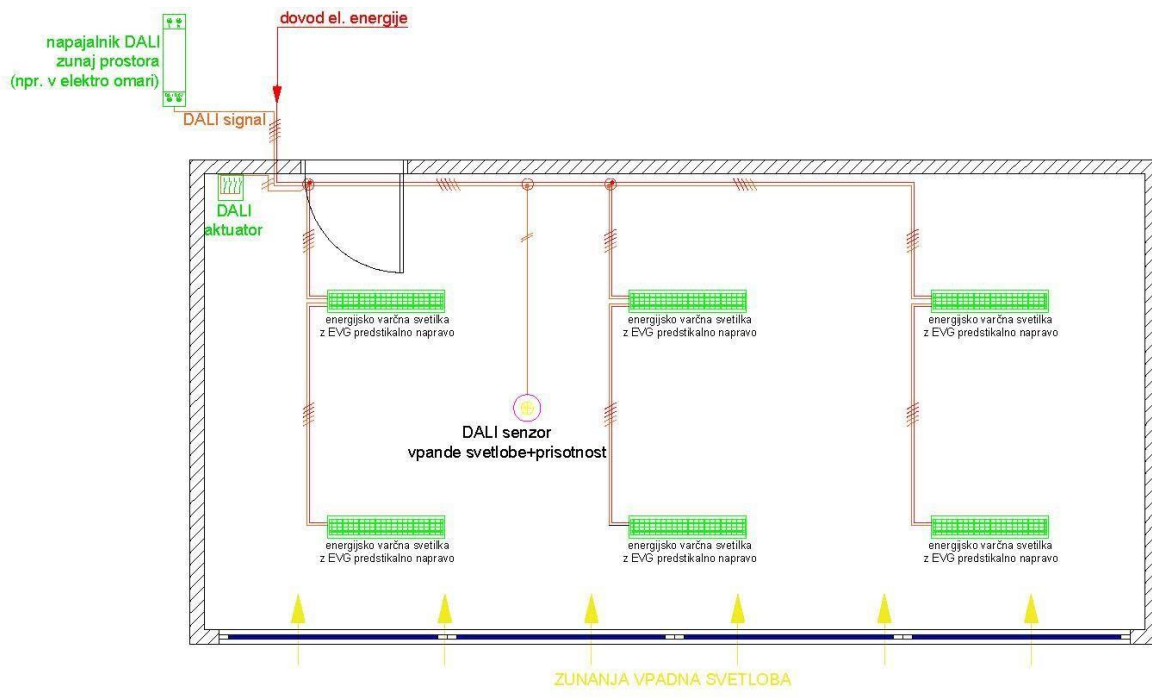 dovod el. energije
napajalnik DALI
zunaj prostora
(npr. v elektro omari)
DALI signal
DALI
aktuator
energijsko varčna svetilka
z EVG predstikalno napravo
energijsko varčna svetilka
z EVG predstikalno napravo
energijsko varčna svetilka
z EVG predstikalno napravo
DALI senzor
vpande svetlobe+prisotnost
energijsko varčna svetilka
z EVG predstikalno napravo
energijsko varčna svetilka
z EVG predstikalno napravo
energijsko varčna svetilka
z EVG predstikalno napravo
ZUNANJA VPADNA SVETLOBA